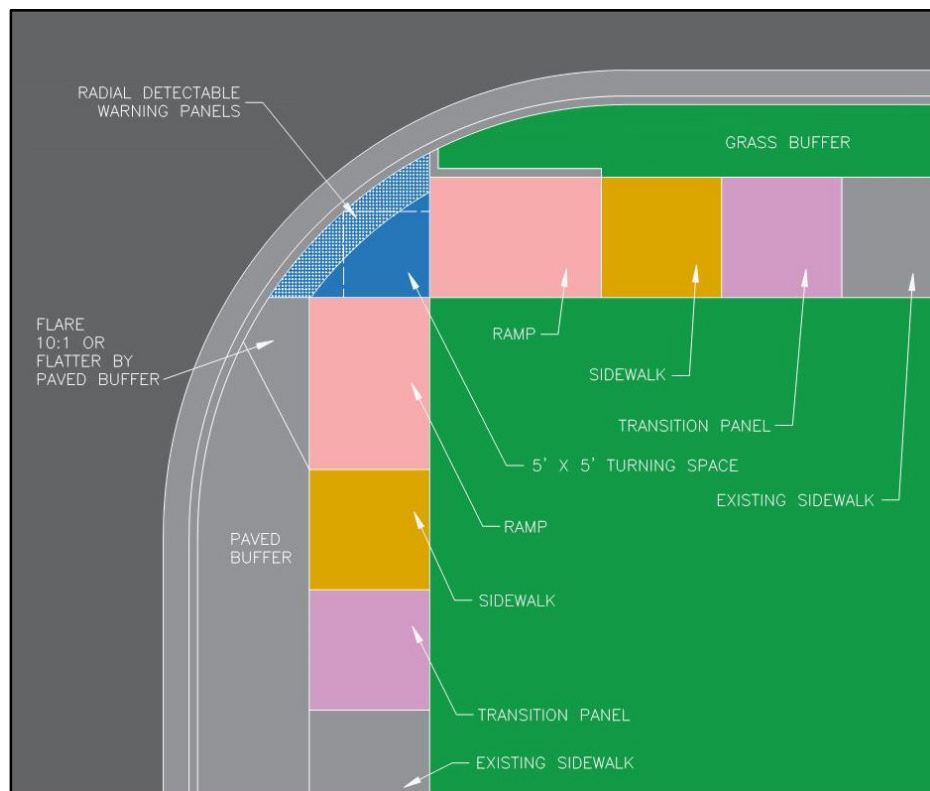 RADIAL DETECTABLE
WARNING PANELS
GRASS BUFFER
FLARE
10:1 OR
FLATTER BY
PAVED BUFFER
RAMP
SIDEWALK
TRANSITION PANEL
5' X 5' TURNING SPACE
EXISTING SIDEWALK
RAMP
PAVED
BUFFER
SIDEWALK
TRANSITION PANEL
EXISTING SIDEWALK